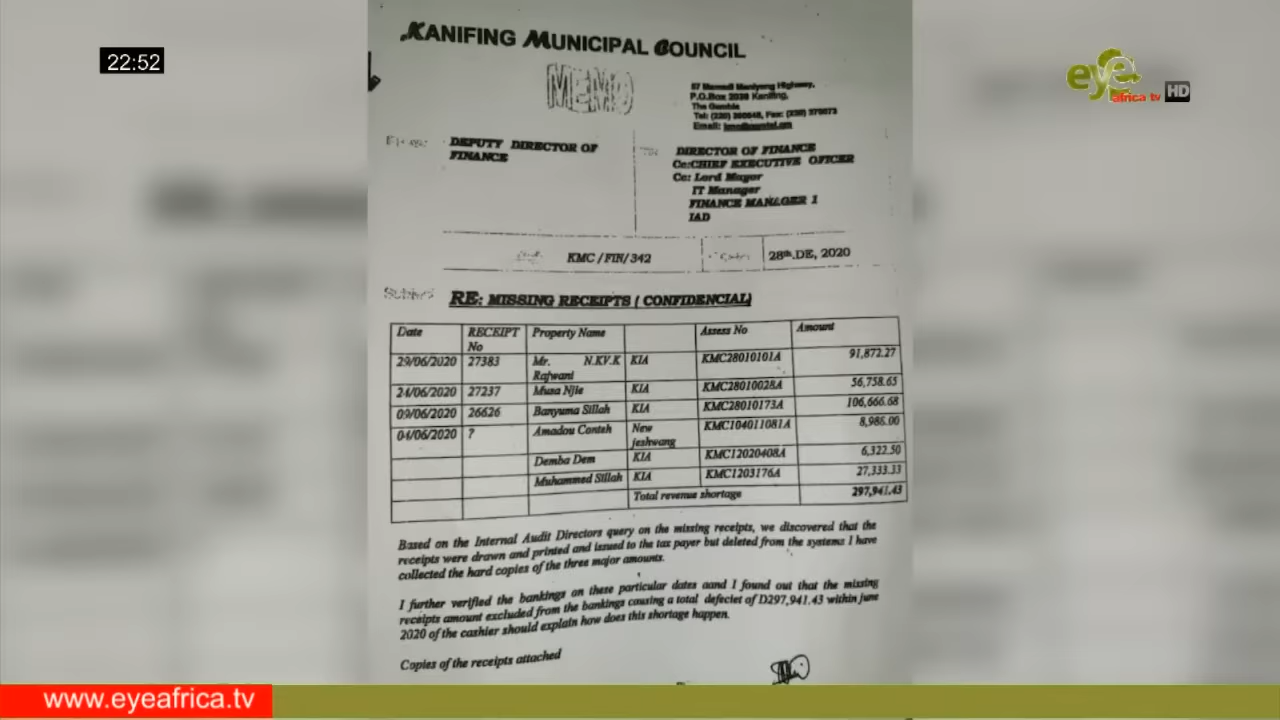 22:52
eye
africa tv HD
KANIFING MUNICIPAL COUNCIL
MEMO
P.O.Box 2028 Kanifing,
The Gambia
DEPUTY DIRECTOR OF
FINANCE
DIRECTOR OF FINANCE
Cc:CHIEF EXECUTIVE OFFICER
Cc: Lord Mayor
IT Manager
FINANCE MANAGER 1
IAD
KMC /FIN/ 342
28th.DE, 2020
RE: MISSING RECEIPTS ( CONFIDENCIAL)
Date RECEIPT No Property Name Assess No Amount
29/06/2020 27383 Mr. N.KV.K Rajwani KIA KMC28010101A 91,872.27
24/06/2020 27237 Musa Njie KIA KMC28010028A 56,758.65
09/06/2020 26626 Banyuma Sillah KIA KMC28010173A 106,666.68
04/06/2020 ? Amadou Conteh New jeshwang KMC104011081A 8,986.00
Demba Dem KIA KMC12020408A 6,322.50
Muhammed Sillah KIA KMC1203176A 27,333.33
Total revenue shortage 297,941.43
Based on the Internal Audit Directors query on the missing receipts, we discovered that the
receipts were drawn and printed and issued to the tax payer but deleted from the systems I have
collected the hard copies of the three major amounts.
I further verified the bankings on these particular dates aand I found out that the missing
receipts amount excluded from the bankings causing a total defeciet of D297,941.43 within june
2020 of the cashier should explain how does this shortage happen.
Copies of the receipts attached
www.eyeafrica.tv